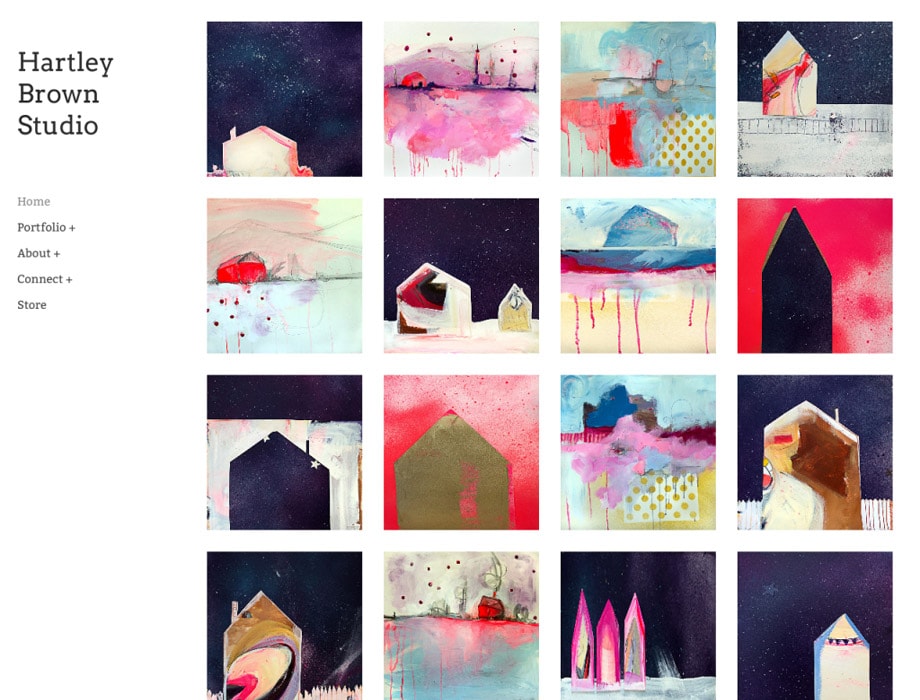 Hartley
Brown
Studio
Home
Portfolio +
About +
Connect +
Store